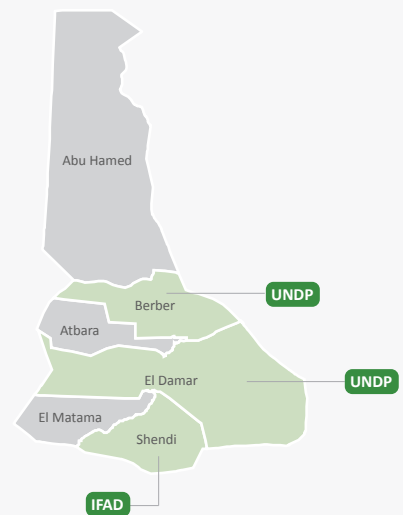 Abu Hamed
UNDP
Berber
Atbara
El Damar
UNDP
El Matama
Shendi
IFAD